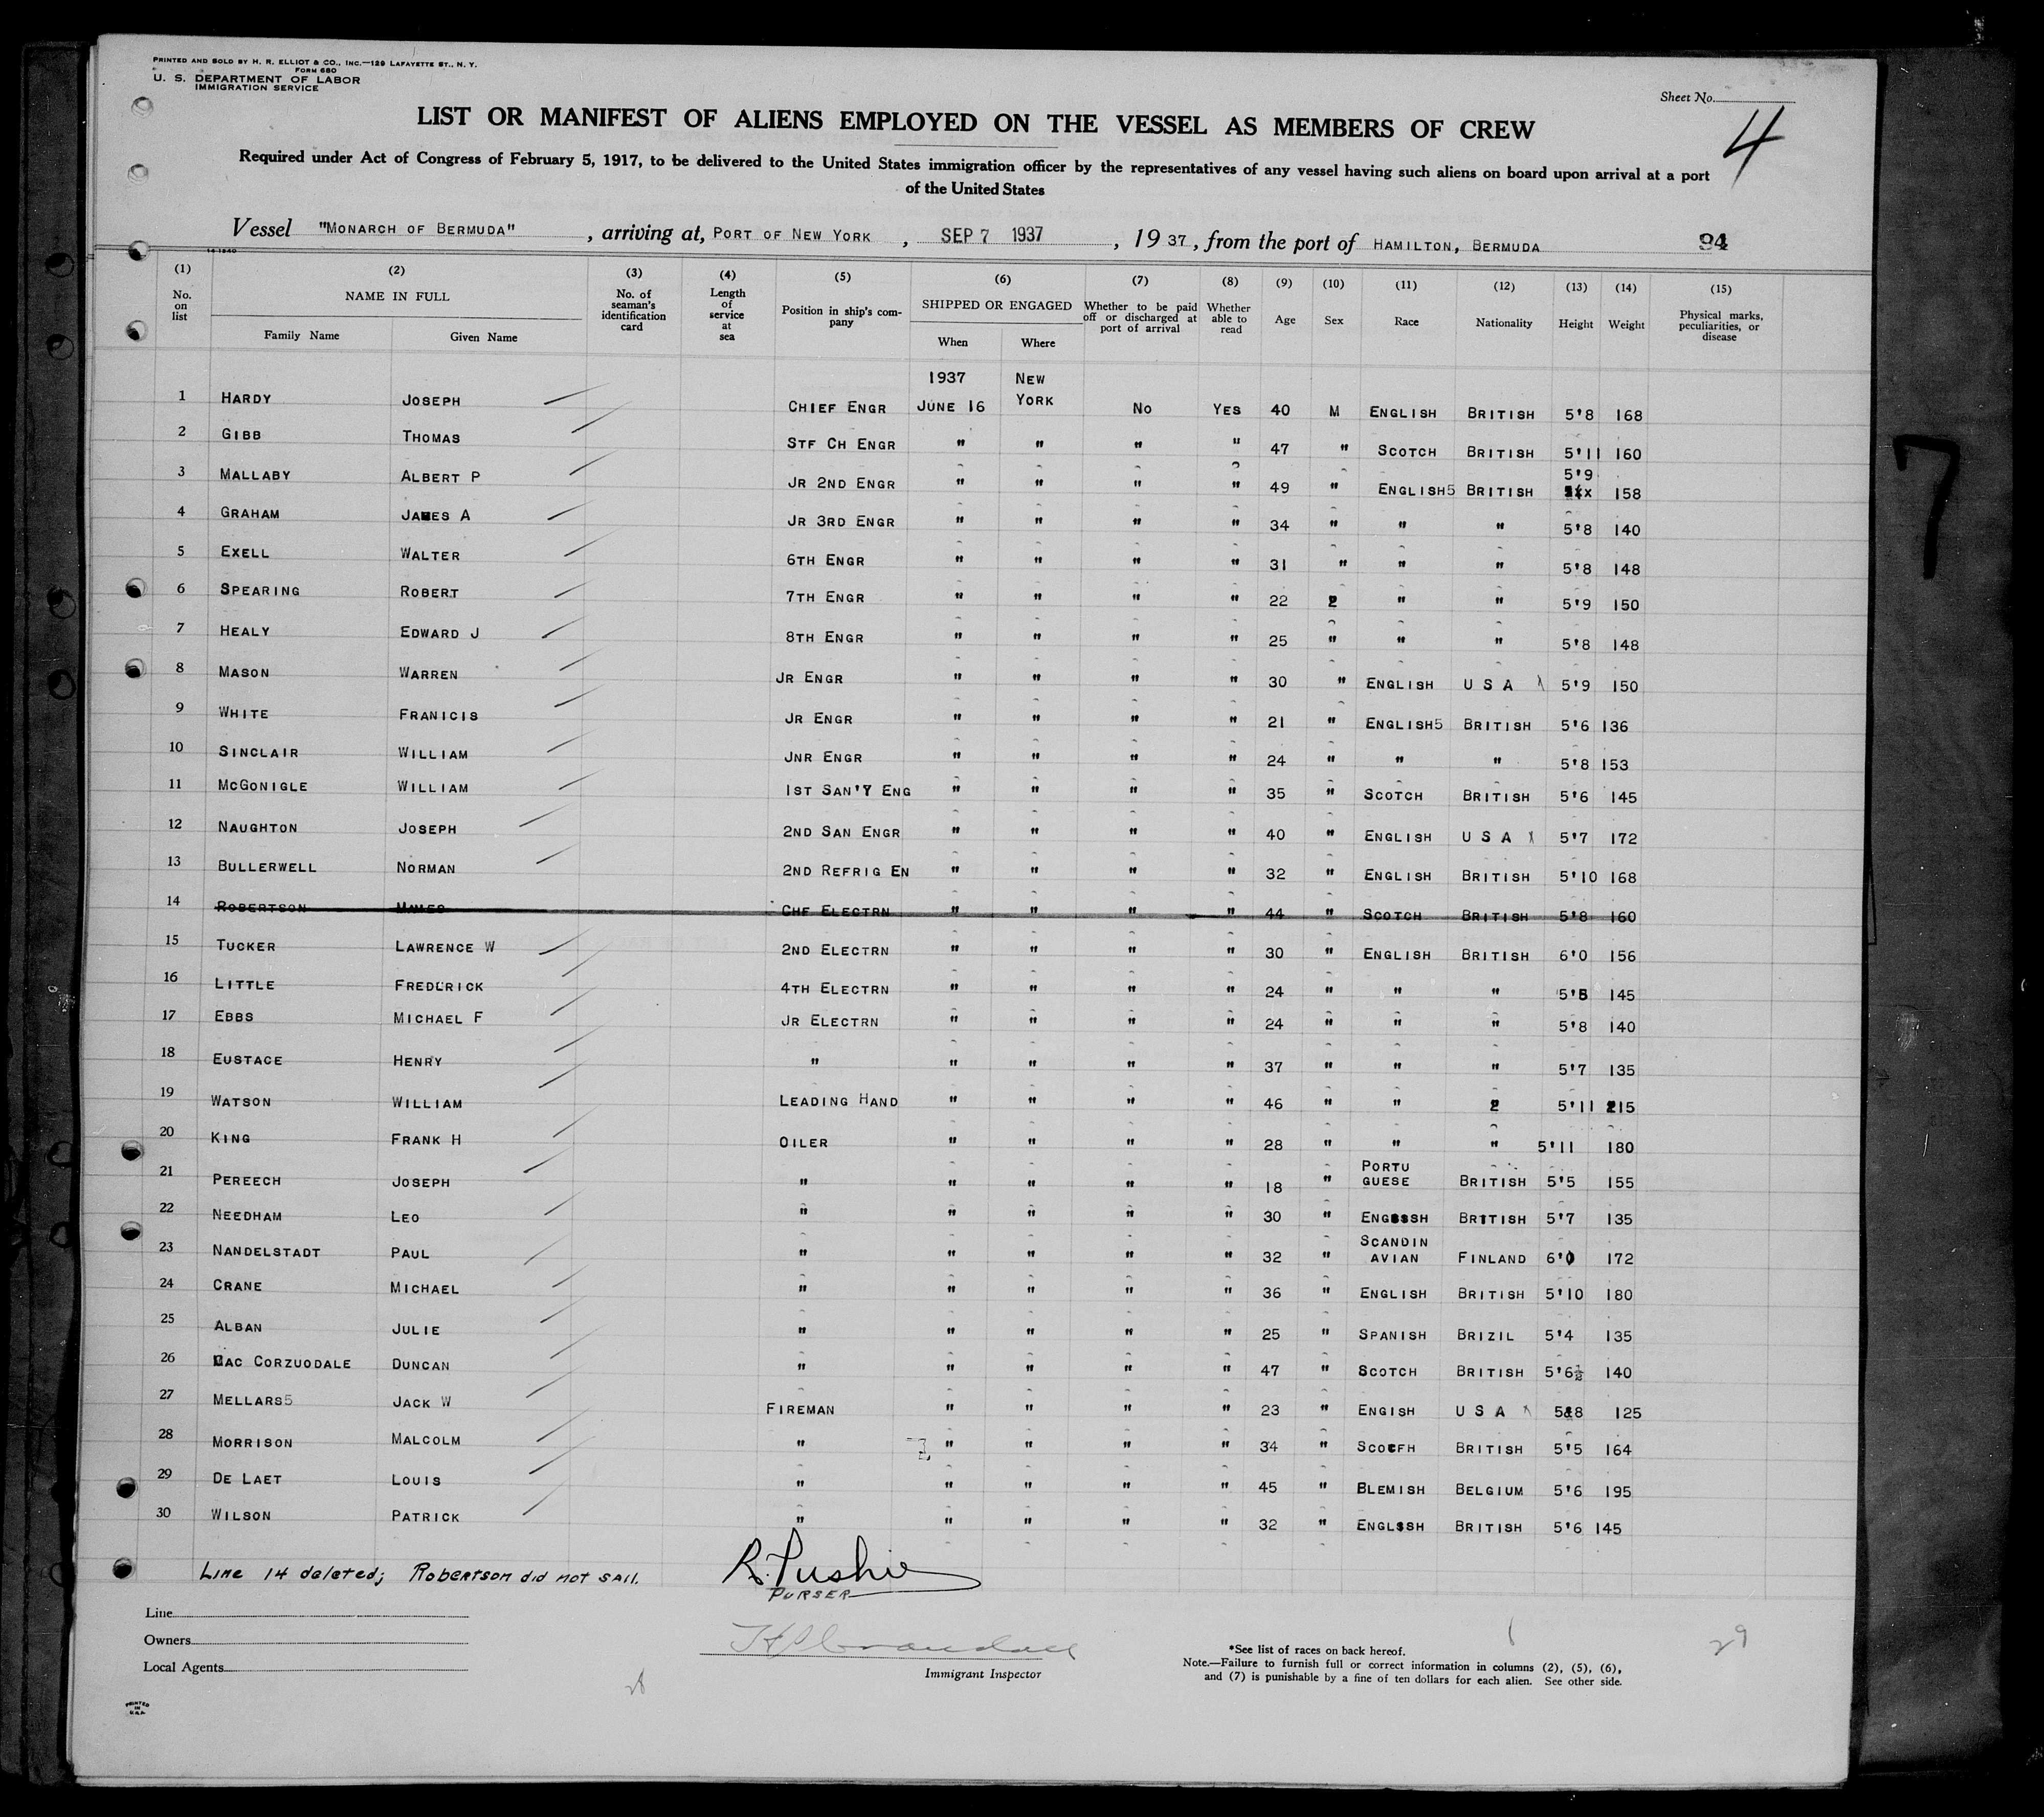 PRINTED AND SOLD BY H. R. ELLIOT & CO., INC.—129 LAFAYETTE ST., N. Y.
FORM 680
U. S. DEPARTMENT OF LABOR
IMMIGRATION SERVICE
Sheet No. 4
LIST OR MANIFEST OF ALIENS EMPLOYED ON THE VESSEL AS MEMBERS OF CREW
Required under Act of Congress of February 5, 1917, to be delivered to the United States immigration officer by the representatives of any vessel having such aliens on board upon arrival at a port
of the United States
Vessel "MONARCH OF BERMUDA", arriving at, PORT OF NEW YORK, SEP 7 1937, 1937, from the port of HAMILTON, BERMUDA 94
(1) No. on list (2) NAME IN FULL Family Name Given Name (3) No. of seaman's identification card (4) Length of service at sea (5) Position in ship's company (6) SHIPPED OR ENGAGED When Where (7) Whether to be paid off or discharged at port of arrival (8) Whether able to read (9) Age (10) Sex (11) Race (12) Nationality (13) Height (14) Weight (15) Physical marks, peculiarities, or disease
1 HARDY JOSEPH CHIEF ENGR 1937 JUNE 16 NEW YORK NO YES 40 M ENGLISH BRITISH 5'8 168
2 GIBB THOMAS STF CH ENGR " " " " 47 " SCOTCH BRITISH 5'11 160
3 MALLABY ALBERT P JR 2ND ENGR " " " " 49 " ENGLISH5 BRITISH 5'9 158
4 GRAHAM JAMES A JR 3RD ENGR " " " " 34 " " " 5'8 140
5 EXELL WALTER 6TH ENGR " " " " 31 " " " 5'8 148
6 SPEARING ROBERT 7TH ENGR " " " " 22 2 " " 5'9 150
7 HEALY EDWARD J 8TH ENGR " " " " 25 " " " 5'8 148
8 MASON WARREN JR ENGR " " " " 30 " ENGLISH U S A 5'9 150
9 WHITE FRANICIS JR ENGR " " " " 21 " ENGLISH5 BRITISH 5'6 136
10 SINCLAIR WILLIAM JNR ENGR " " " " 24 " " " 5'8 153
11 MCGONIGLE WILLIAM 1ST SAN'Y ENG " " " " 35 " SCOTCH BRITISH 5'6 145
12 NAUGHTON JOSEPH 2ND SAN ENGR " " " " 40 " ENGLISH U S A 5'7 172
13 BULLERWELL NORMAN 2ND REFRIG EN " " " " 32 " ENGLISH BRITISH 5'10 168
14 ROBERTSON CHF ELECTRN " " " " 44 " SCOTCH BRITISH 5'8 160
15 TUCKER LAWRENCE W 2ND ELECTRN " " " " 30 " ENGLISH BRITISH 6'0 156
16 LITTLE FREDERICK 4TH ELECTRN " " " " 24 " " " 5'8 145
17 EBBS MICHAEL F JR ELECTRN " " " " 24 " " " 5'8 140
18 EUSTACE HENRY " " " " " 37 " " " 5'7 135
19 WATSON WILLIAM LEADING HAND " " " " 46 " " 2 5'11 215
20 KING FRANK H OILER " " " " 28 " " " 5'11 180
21 PEREECH JOSEPH " " " " " 18 " PORTU GUESE BRITISH 5'5 155
22 NEEDHAM LEO " " " " " 30 " ENGSSSH BRITISH 5'7 135
23 NANDELSTADT PAUL " " " " " 32 " SCANDIN AVIAN FINLAND 6'0 172
24 CRANE MICHAEL " " " " " 36 " ENGLISH BRITISH 5'10 180
25 ALBAN JULIE " " " " " 25 " SPANISH BRIZIL 5'4 135
26 MAC CORZUODALE DUNCAN " " " " " 47 " SCOTCH BRITISH 5'6½ 140
27 MELLARS5 JACK W FIREMAN " " " " 23 " ENGISH U S A 5&8 125
28 MORRISON MALCOLM " " " " " 34 " SCOCFH BRITISH 5'5 164
29 DE LAET LOUIS " " " " " 45 " BLEMISH BELGIUM 5'6 195
30 WILSON PATRICK " " " " " 32 " ENGLSSH BRITISH 5'6 145
Line 14 deleted; Robertson did not sail. R. Pushie
PURSER
Line
Owners
Local Agents
Immigrant Inspector
*See list of races on back hereof.
Note.—Failure to furnish full or correct information in columns (2), (5), (6),
and (7) is punishable by a fine of ten dollars for each alien. See other side.
29
PRINTED IN U.S.A.
7